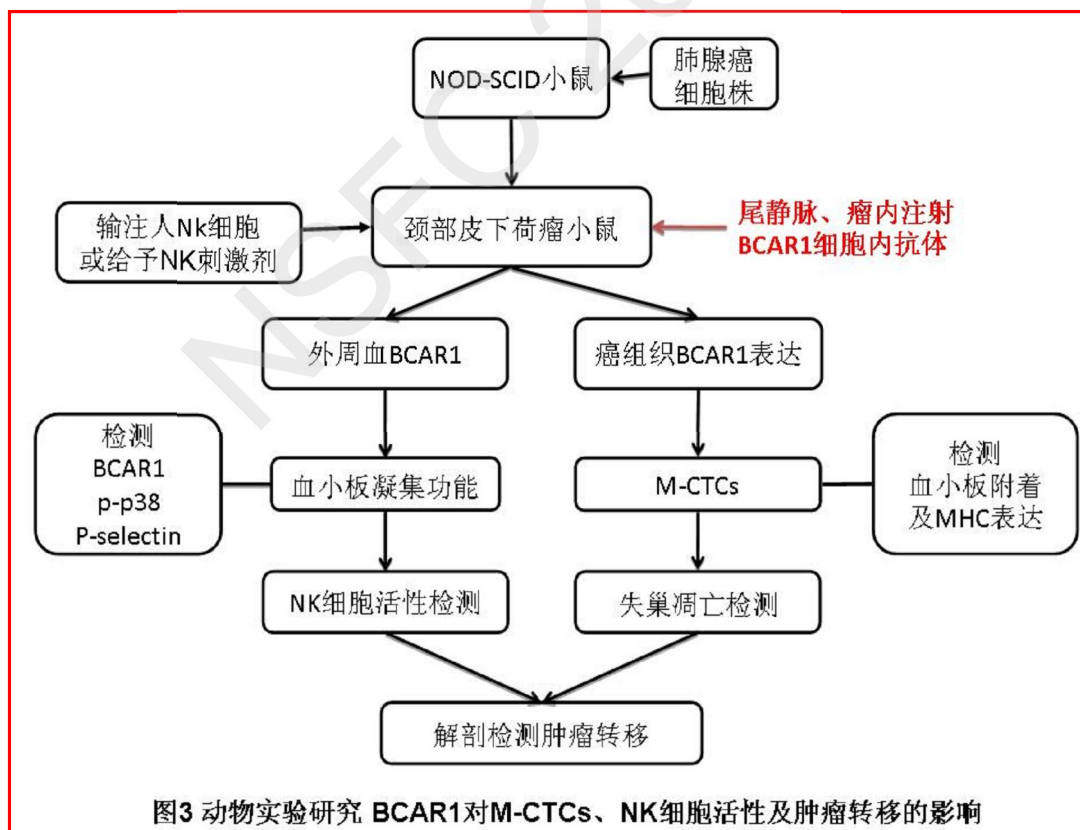 NSFC 20
NOD-SCID小鼠
肺腺癌
细胞株
输注人Nk细胞
或给予NK刺激剂
颈部皮下荷瘤小鼠
尾静脉、瘤内注射
BCAR1细胞内抗体
外周血BCAR1
癌组织BCAR1表达
检测
BCAR1
p-p38
P-selectin
血小板凝集功能
M-CTCs
检测
血小板附着
及MHC表达
NK细胞活性检测
失巢凋亡检测
解剖检测肿瘤转移
图3 动物实验研究 BCAR1对M-CTCs、NK细胞活性及肿瘤转移的影响